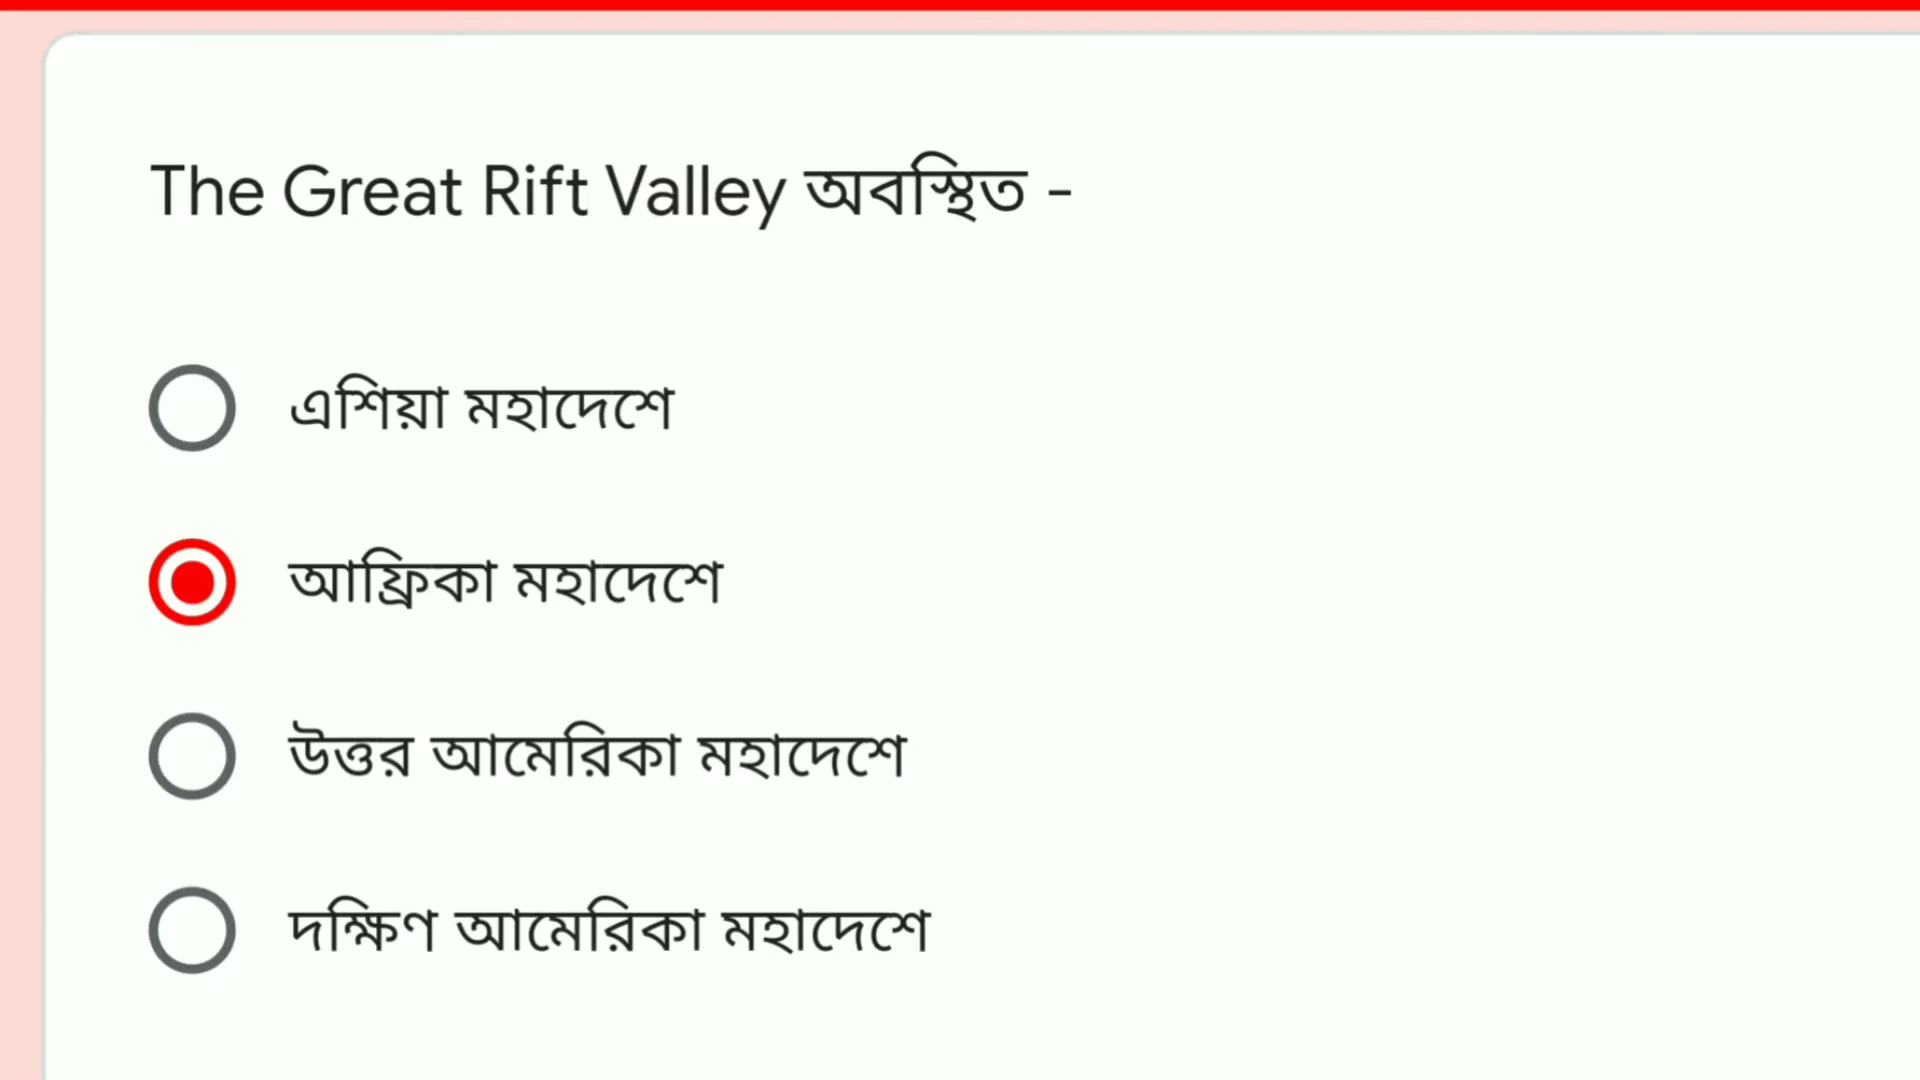 The Great Rift Valley অবস্থিত -
এশিয়া মহাদেশে
আফ্রিকা মহাদেশে
উত্তর আমেরিকা মহাদেশে
দক্ষিণ আমেরিকা মহাদেশে